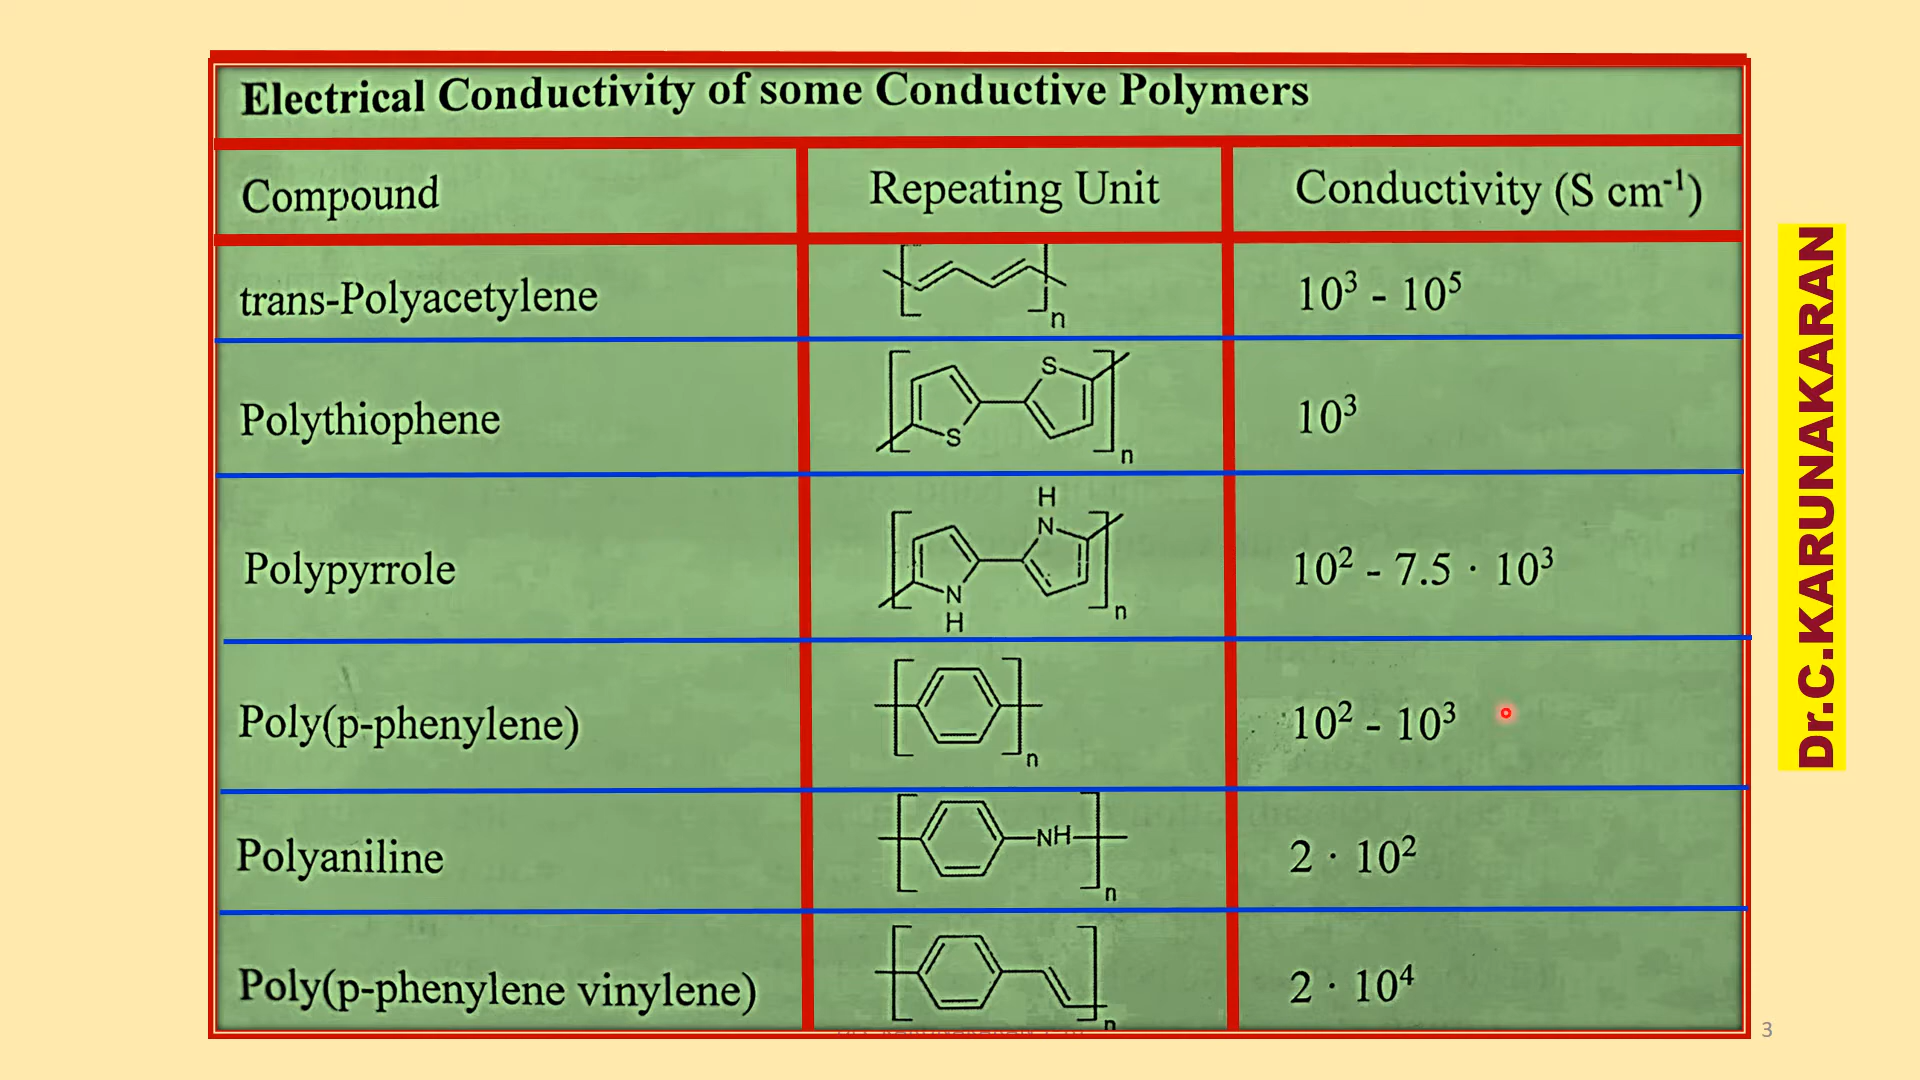 Electrical Conductivity of some Conductive Polymers
Compound Repeating Unit Conductivity (S cm⁻¹)
trans-Polyacetylene n 10³ - 10⁵
Polythiophene S S n 10³
Polypyrrole H N N H n 10² - 7.5 · 10³
Poly(p-phenylene) n 10² - 10³
Polyaniline NH n 2 · 10²
Poly(p-phenylene vinylene) n 2 · 10⁴
3
Dr.C.KARUNAKARAN